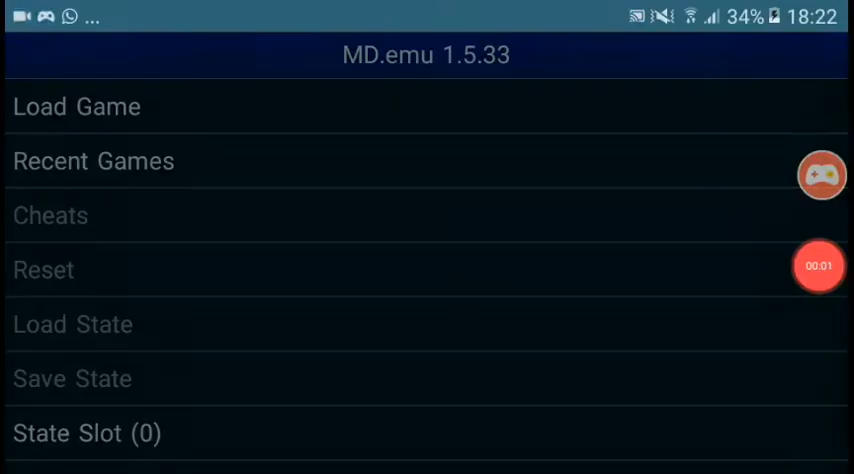 ... 34% 18:22
MD.emu 1.5.33
Load Game
Recent Games
Cheats
00:01
Reset
Load State
Save State
State Slot (0)